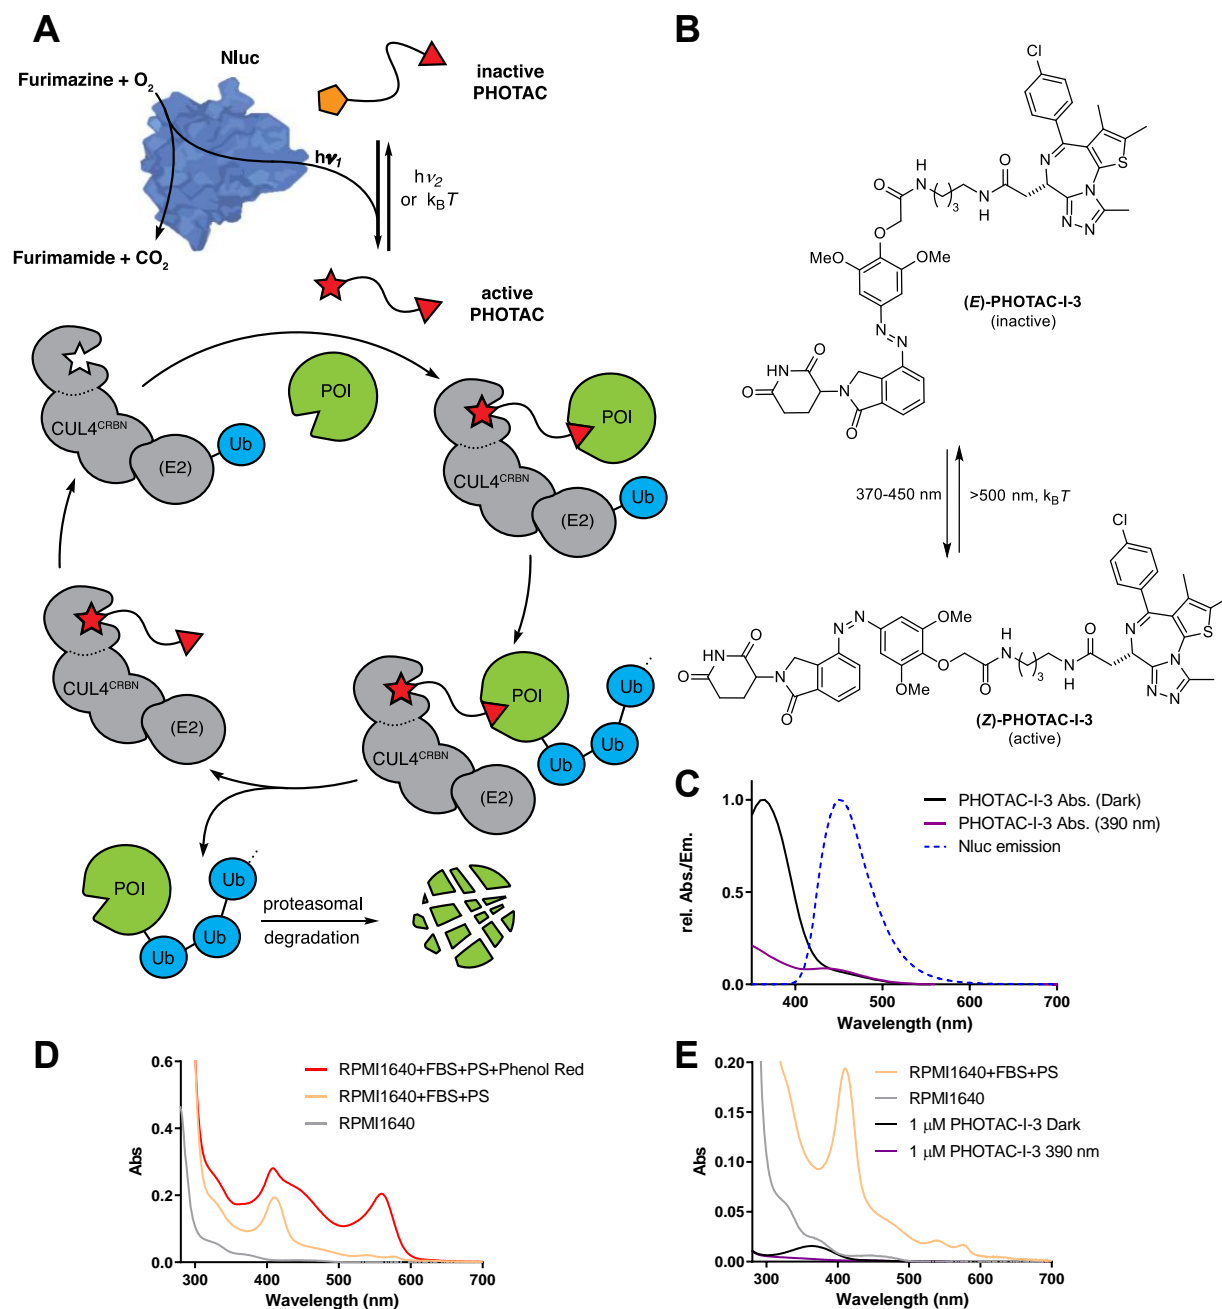 A
Nluc
Furimazine + O2
hν1
Furimamide + CO2
inactive
PHOTAC
hν2
or kBT
active
PHOTAC
CUL4CRBN
(E2)
Ub
POI
POI
CUL4CRBN
(E2)
Ub
CUL4CRBN
(E2)
POI
CUL4CRBN
(E2)
Ub
Ub
Ub
POI
Ub
Ub
Ub
proteasomal
degradation
B
Cl
N
S
N
N
N
O
N
H
H
N
3
O
O
MeO
OMe
N
N
O
HN
O
N
O
(E)-PHOTAC-I-3
(inactive)
370-450 nm
>500 nm, kBT
Cl
N
S
N
N
N
O
H
N
H
N
3
O
O
OMe
OMe
N
N
O
NH
O
N
O
(Z)-PHOTAC-I-3
(active)
C
PHOTAC-I-3 Abs. (Dark)
PHOTAC-I-3 Abs. (390 nm)
Nluc emission
rel. Abs./Em.
1.0
0.5
0.0
400
500
600
700
Wavelength (nm)
D
RPMI1640+FBS+PS+Phenol Red
RPMI1640+FBS+PS
RPMI1640
Abs
0.6
0.4
0.2
0.0
300
400
500
600
700
Wavelength (nm)
E
RPMI1640+FBS+PS
RPMI1640
1 μM PHOTAC-I-3 Dark
1 μM PHOTAC-I-3 390 nm
Abs
0.20
0.15
0.10
0.05
0.00
300
400
500
600
700
Wavelength (nm)